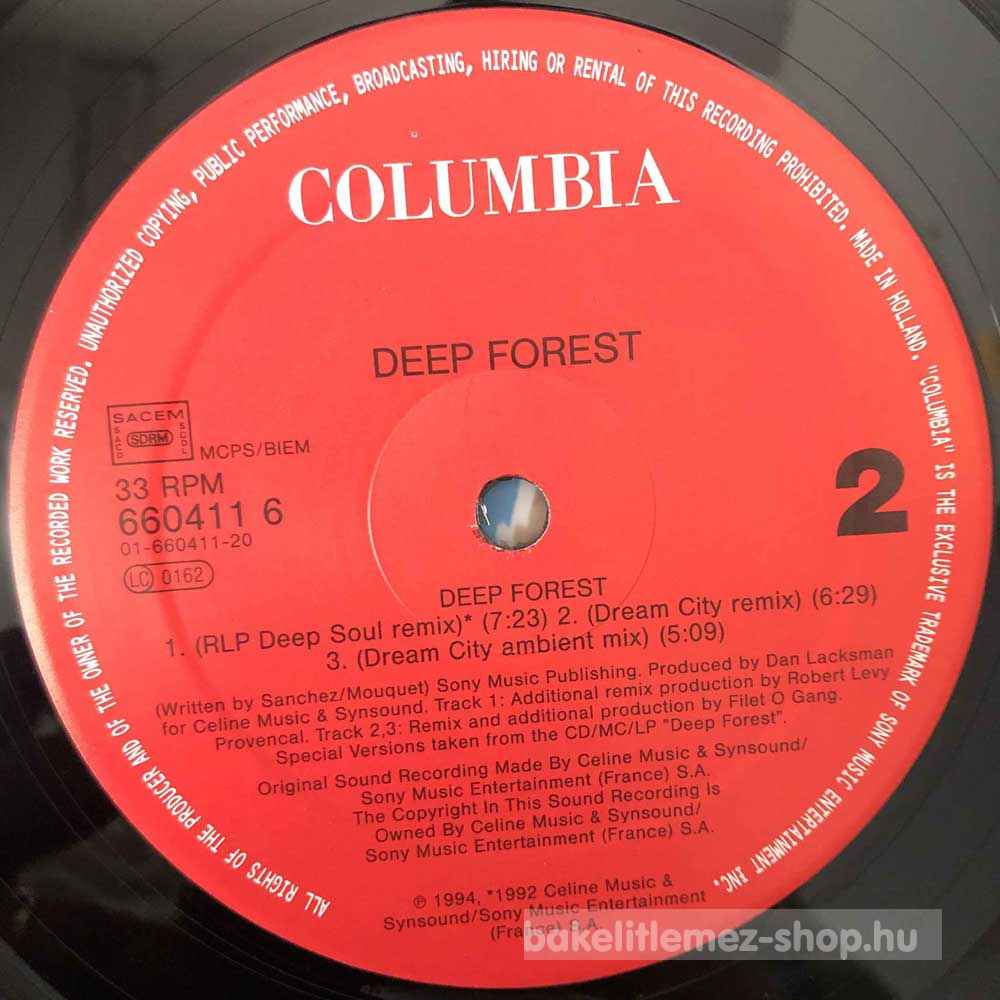 ALL RIGHTS OF THE PRODUCER AND OF THE OWNER OF THE RECORDED WORK RESERVED. UNAUTHORIZED COPYING, PUBLIC PERFORMANCE, BROADCASTING, HIRING OR RENTAL OF THIS RECORDING PROHIBITED. MADE IN HOLLAND. "COLUMBIA" IS THE EXCLUSIVE TRADEMARK OF SONY MUSIC ENTERTAINMENT INC.
COLUMBIA
DEEP FOREST
SACEM
SACD
SDRM
SCDL
MCPS/BIEM
33 RPM
660411 6
01-660411-20
LC 0162
2
DEEP FOREST
1. (RLP Deep Soul remix)* (7:23) 2. (Dream City remix) (6:29)
3. (Dream City ambient mix) (5:09)
(Written by Sanchez/Mouquet) Sony Music Publishing. Produced by Dan Lacksman
for Celine Music & Synsound. Track 1: Additional remix production by Robert Levy
Provencal. Track 2,3: Remix and additional production by Filet O Gang.
Special Versions taken from the CD/MC/LP "Deep Forest".
Original Sound Recording Made By Celine Music & Synsound/
Sony Music Entertainment (France) S.A.
The Copyright In This Sound Recording Is
Owned By Celine Music & Synsound/
Sony Music Entertainment (France) S.A.
℗ 1994, *1992 Celine Music &
Synsound/Sony Music Entertainment
(France) S.A.
bakelitlemez-shop.hu